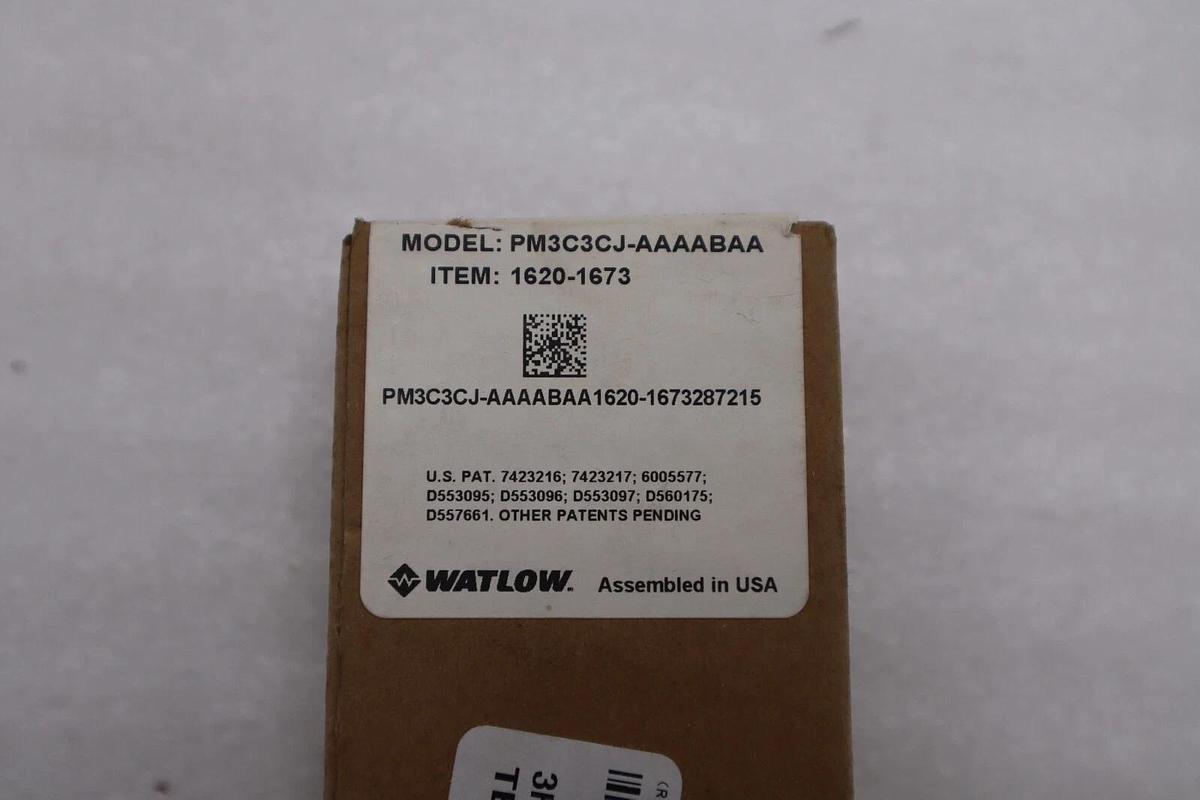 MODEL: PM3C3CJ-AAAABAA
ITEM: 1620-1673
PM3C3CJ-AAAABAA1620-1673287215
U.S. PAT. 7423216; 7423217; 6005577;
D553095; D553096; D553097; D560175;
D557661. OTHER PATENTS PENDING
WATLOW Assembled in USA